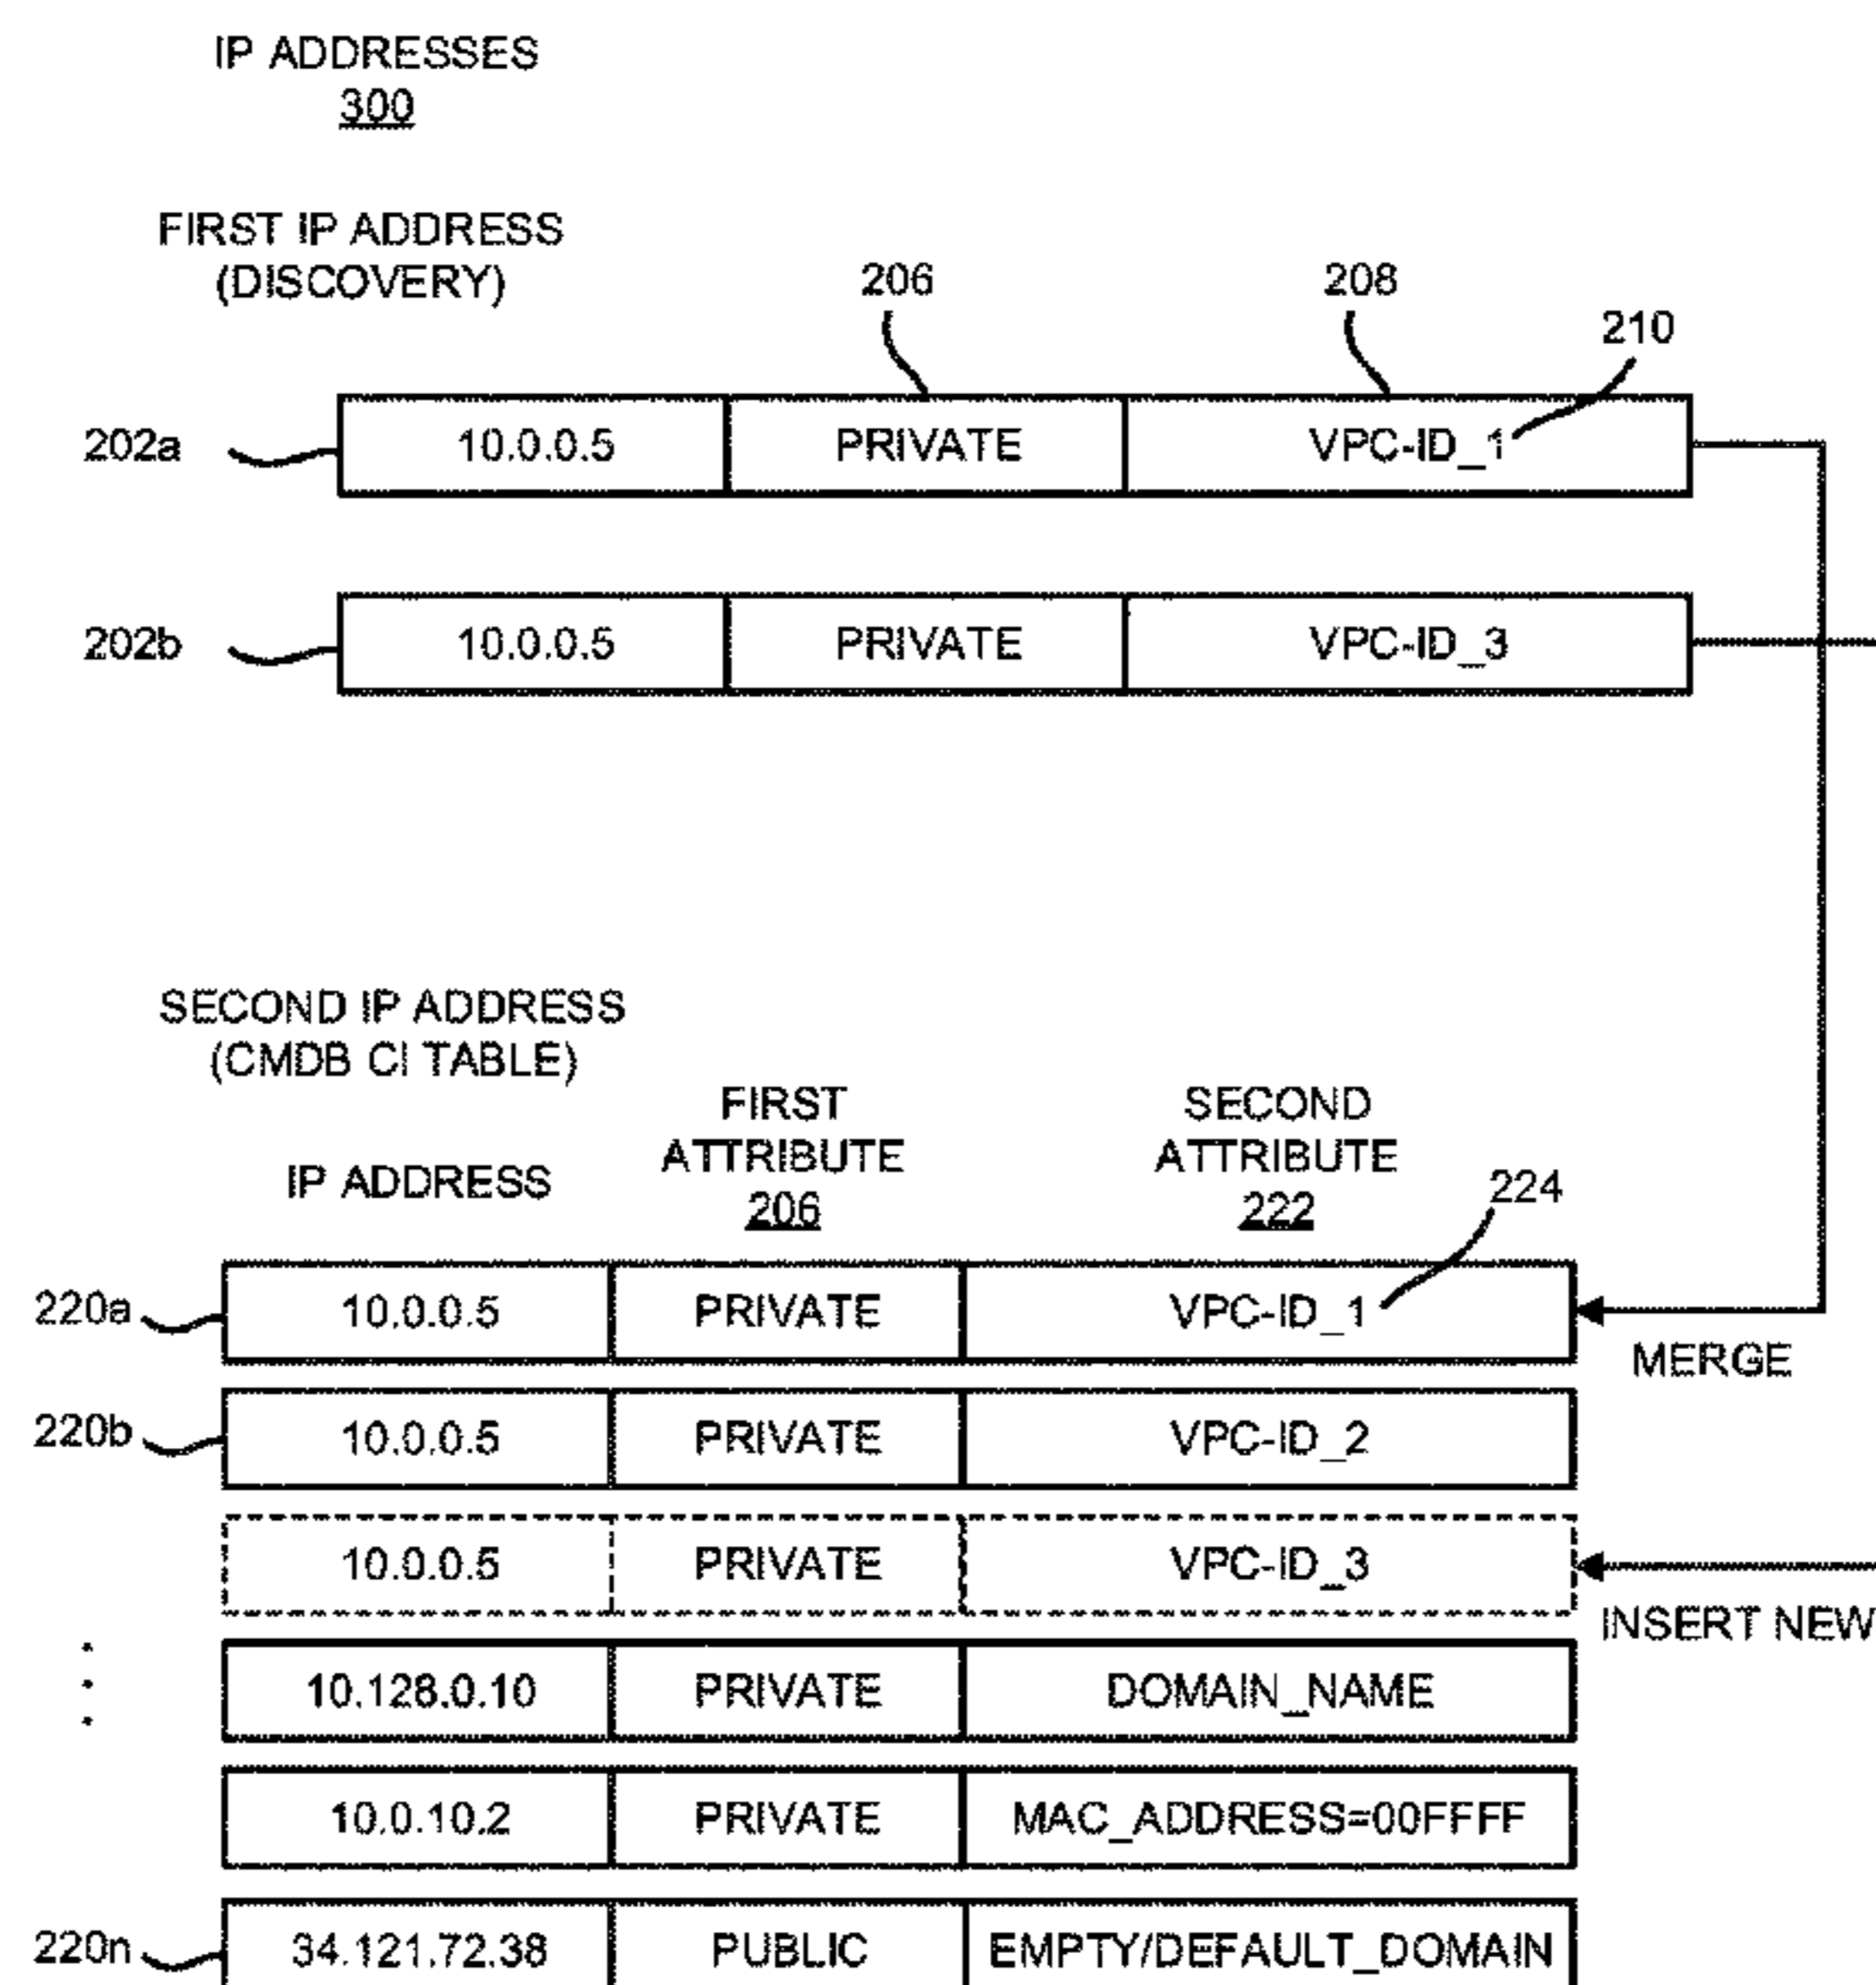 IP ADDRESSES
300
FIRST IP ADDRESS
(DISCOVERY)
206
208
210
202a
10.0.0.5 PRIVATE VPC-ID_1
202b
10.0.0.5 PRIVATE VPC-ID_3
SECOND IP ADDRESS
(CMDB CI TABLE)
IP ADDRESS
FIRST
ATTRIBUTE
206
SECOND
ATTRIBUTE
222
224
220a
10.0.0.5 PRIVATE VPC-ID_1
MERGE
220b
10.0.0.5 PRIVATE VPC-ID_2
10.0.0.5 PRIVATE VPC-ID_3
INSERT NEW
10.128.0.10 PRIVATE DOMAIN_NAME
10.0.10.2 PRIVATE MAC_ADDRESS=00FFFF
220n
34.121.72.38 PUBLIC EMPTY/DEFAULT_DOMAIN